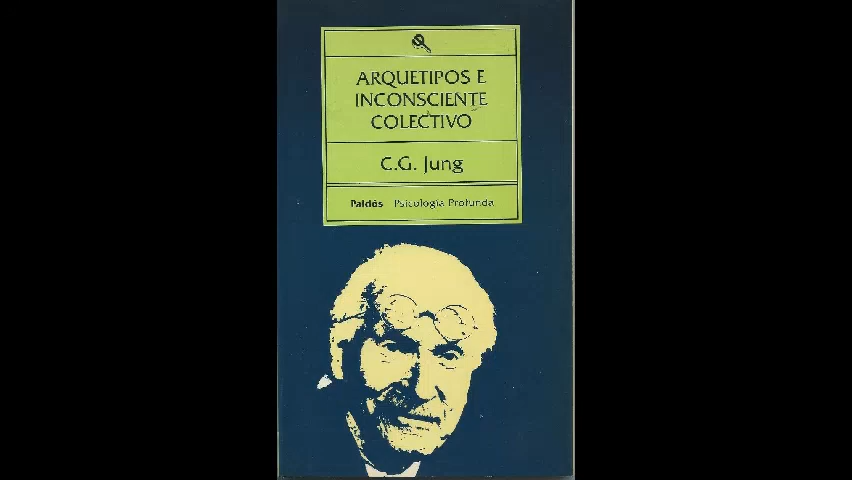 ARQUETIPOS E
INCONSCIENTE
COLECTIVO
C.G. Jung
Paidós Psicología Profunda